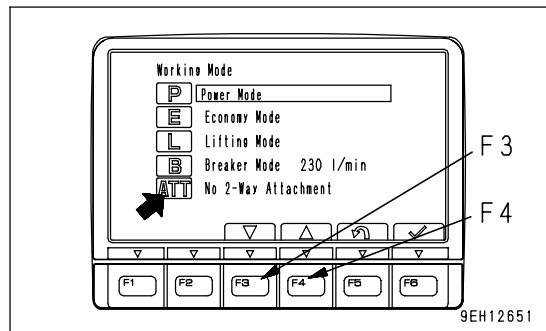 Working Mode
P Power Mode
E Economy Mode
L Lifting Mode
B Breaker Mode 230 l/min
ATT No 2-Way Attachment
F3
F4
F1 F2 F3 F4 F5 F6
9EH12651